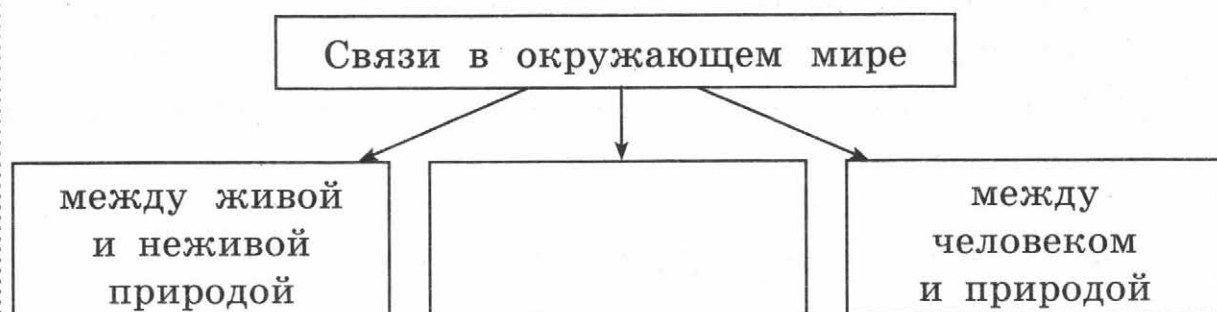 Связи в окружающем мире
между живой
и неживой
природой
между
человеком
и природой